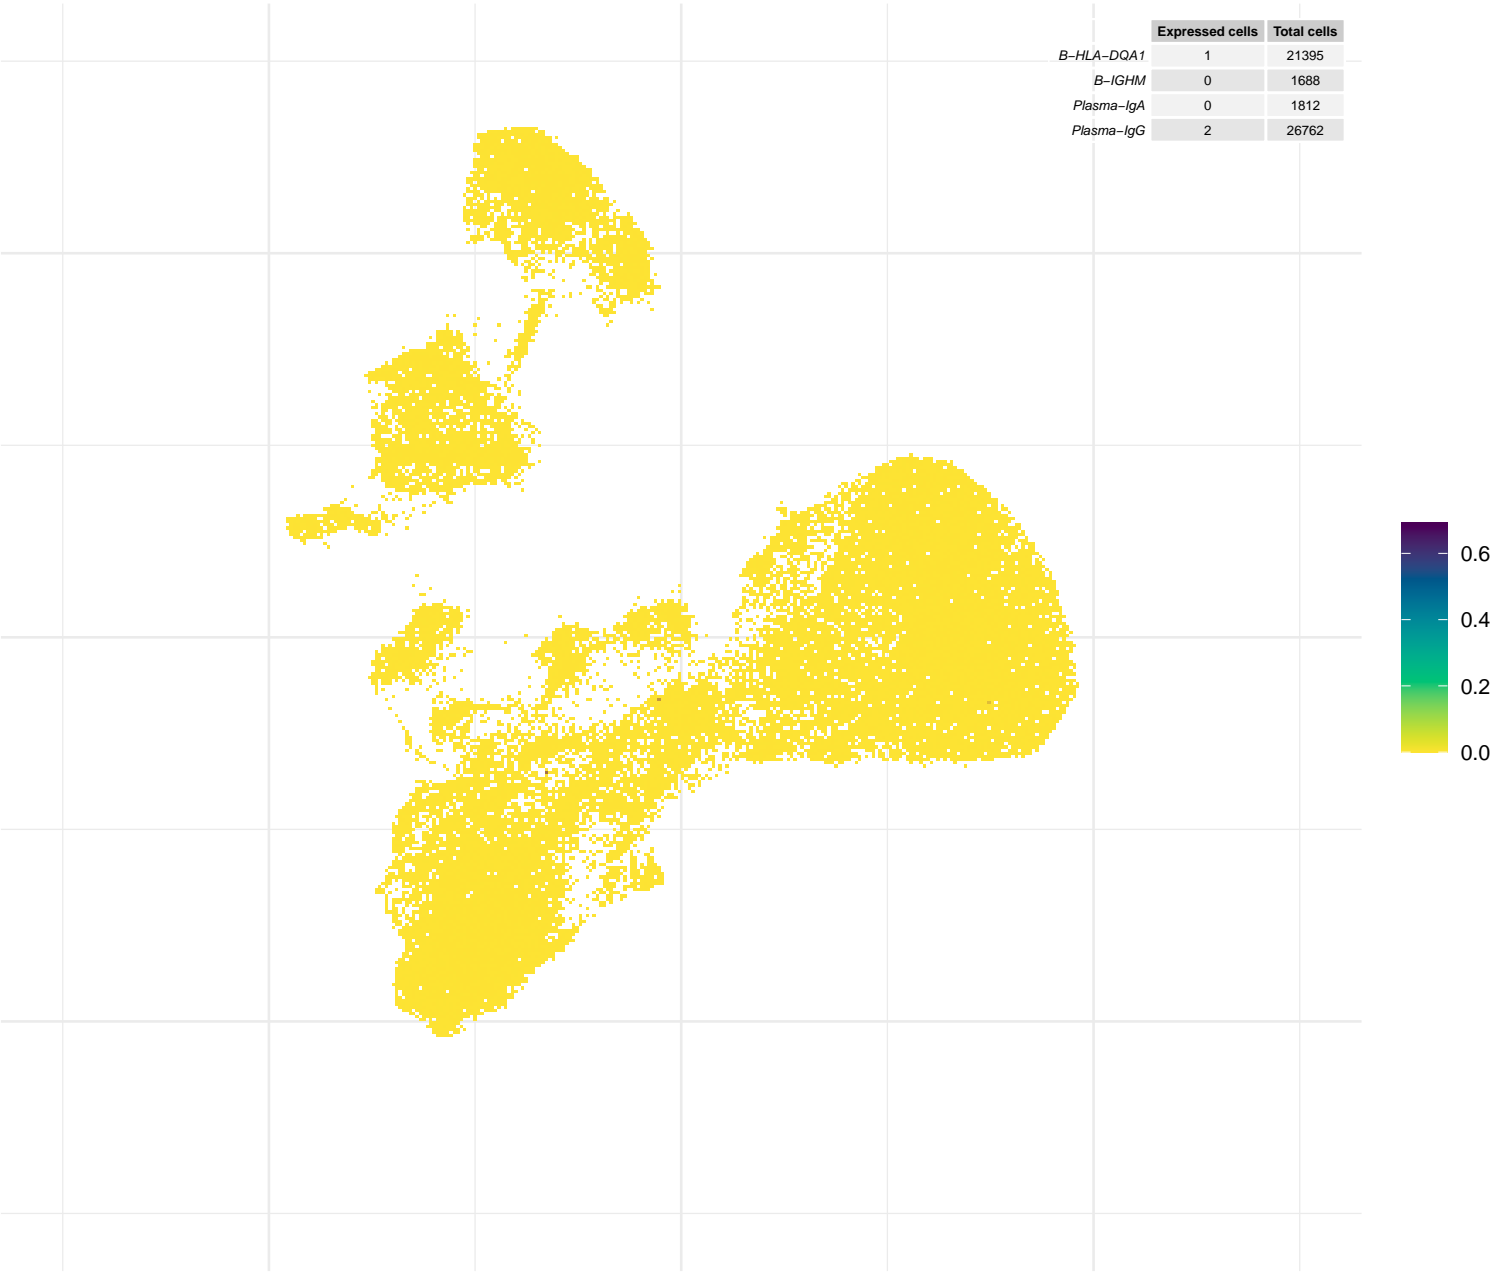 Expressed cells Total cells
B−HLA−DQA1 1 21395
B−IGHM 0 1688
Plasma−IgA 0 1812
Plasma−IgG 2 26762
0.6
0.4
0.2
0.0